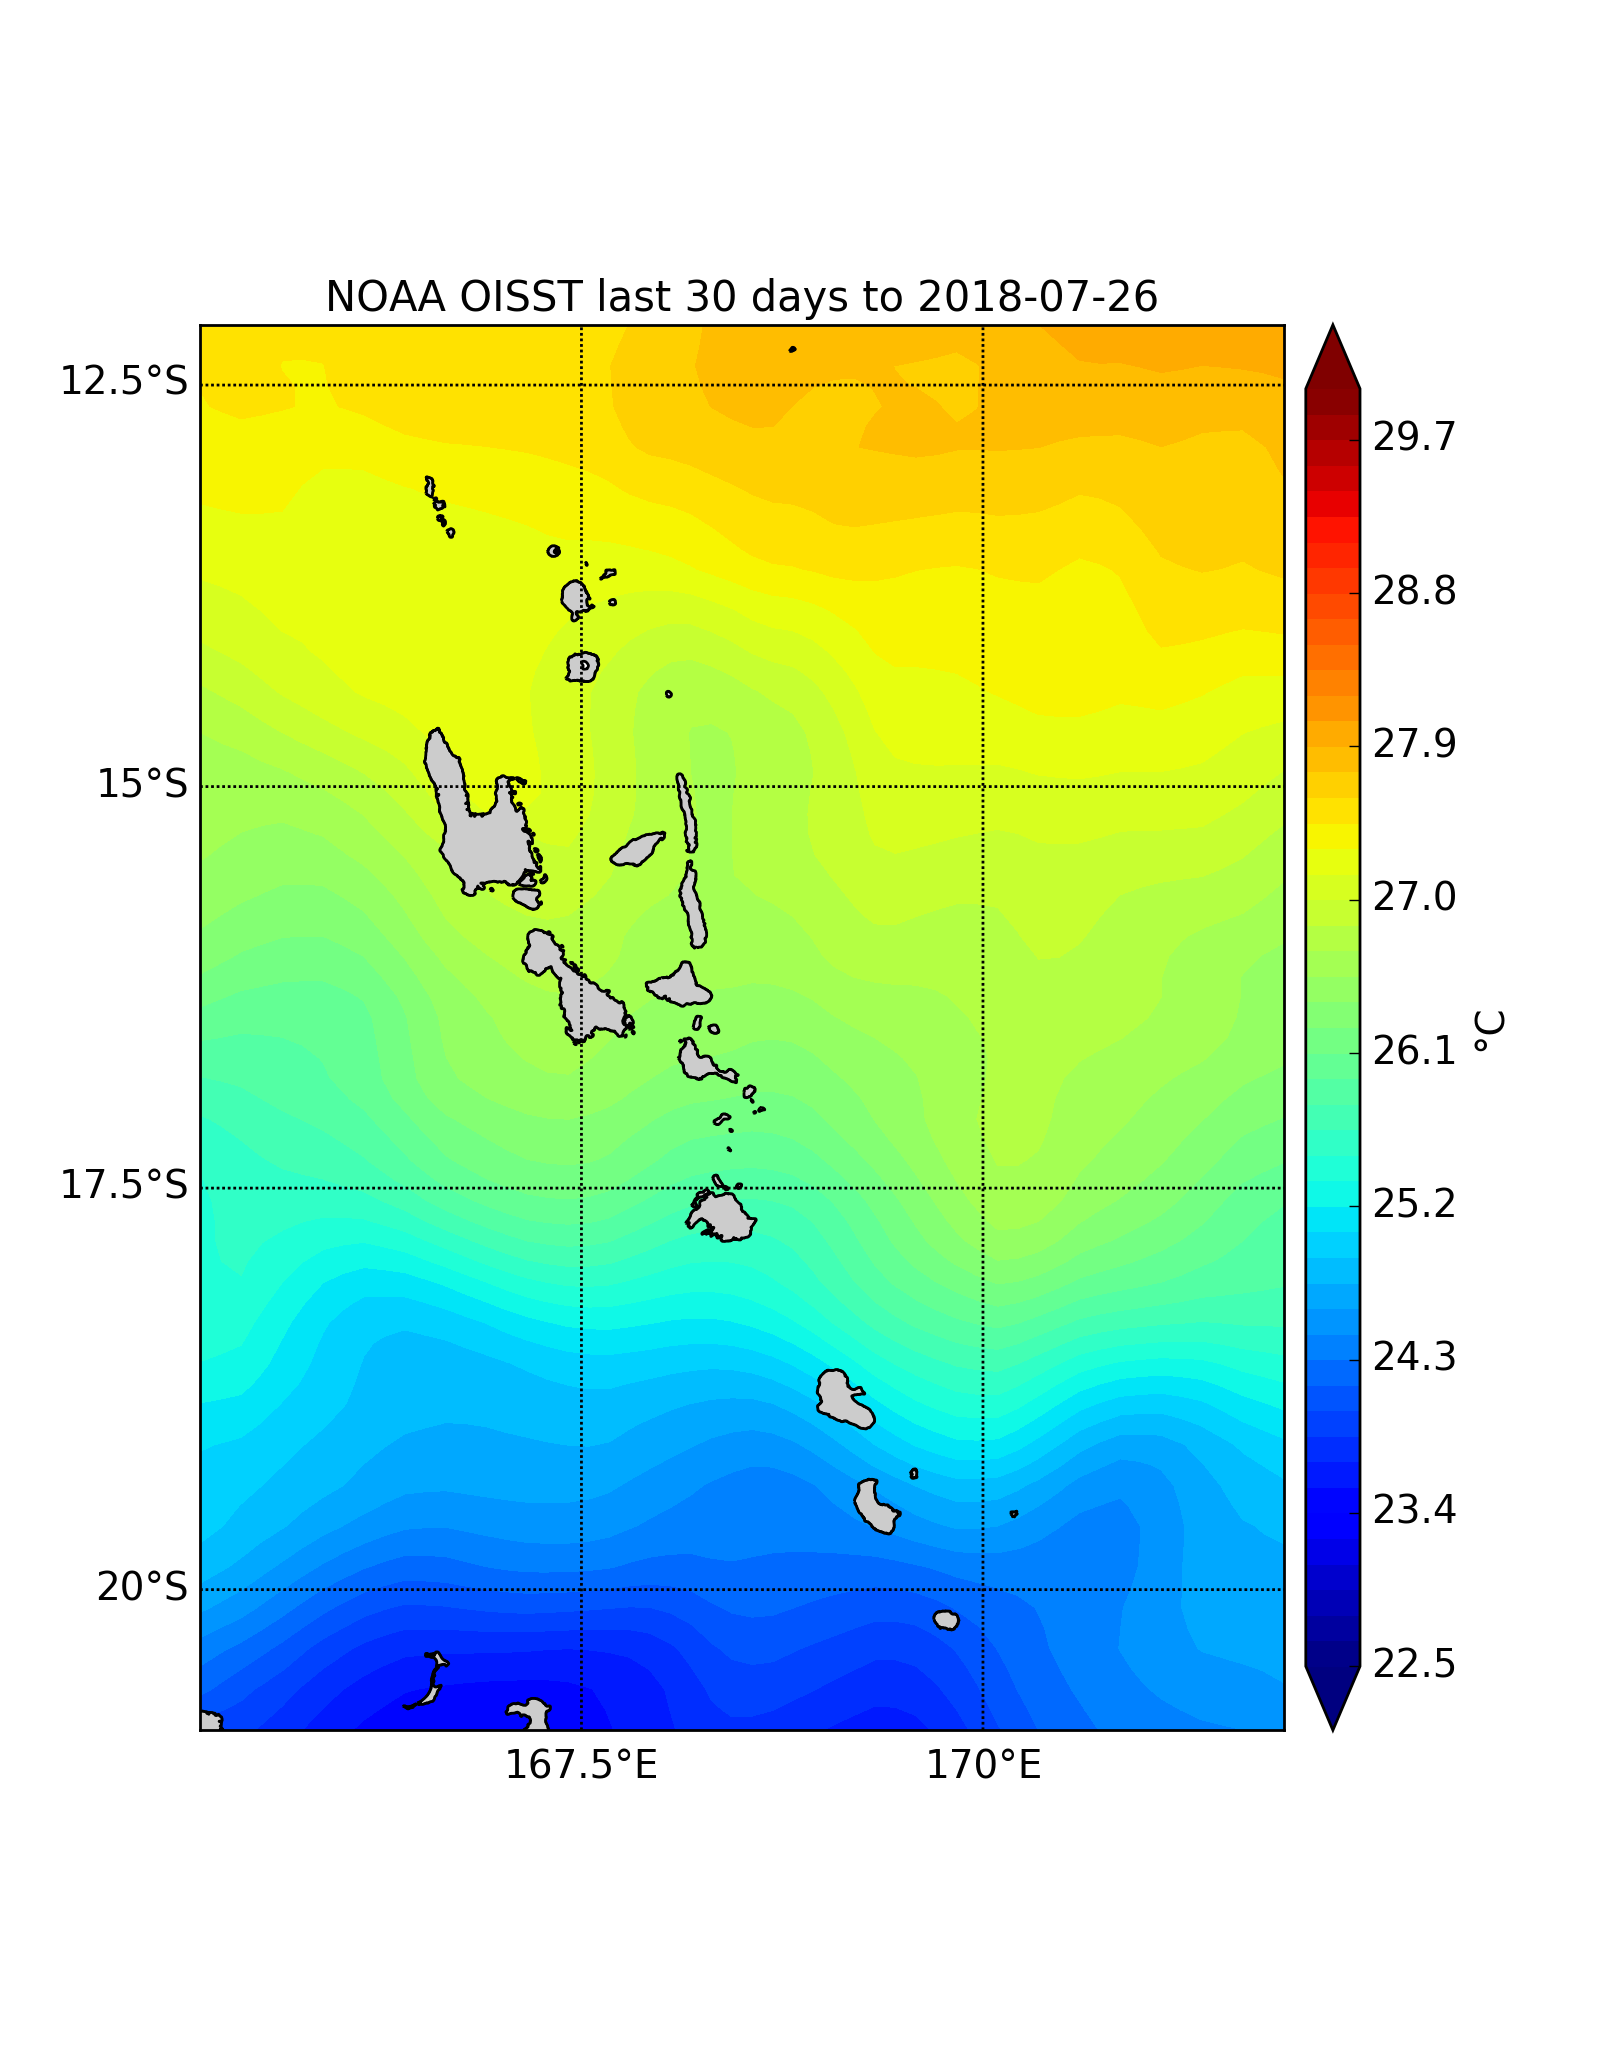 NOAA OISST last 30 days to 2018-07-26
12.5°S
15°S
17.5°S
20°S
167.5°E
170°E
29.7
28.8
27.9
27.0
26.1
25.2
24.3
23.4
22.5
°C